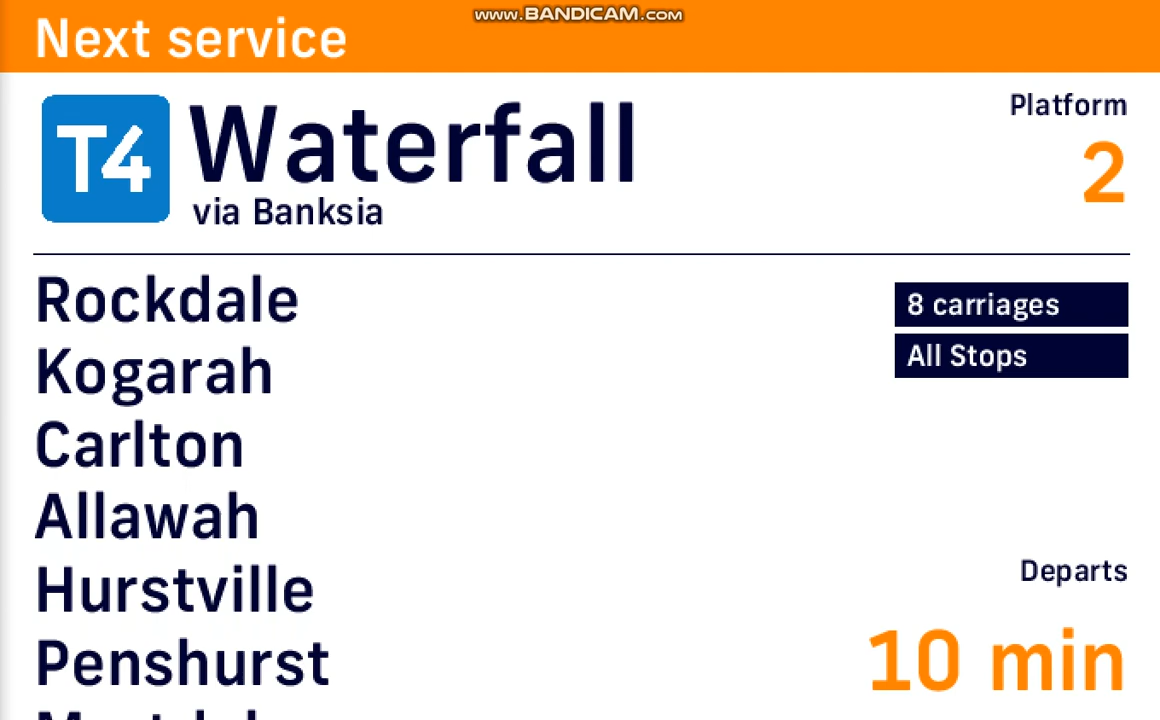 www.BANDICAM.com
Next service
T4
Waterfall
via Banksia
Platform
2
Rockdale
Kogarah
Carlton
Allawah
Hurstville
Penshurst
8 carriages
All Stops
Departs
10 min